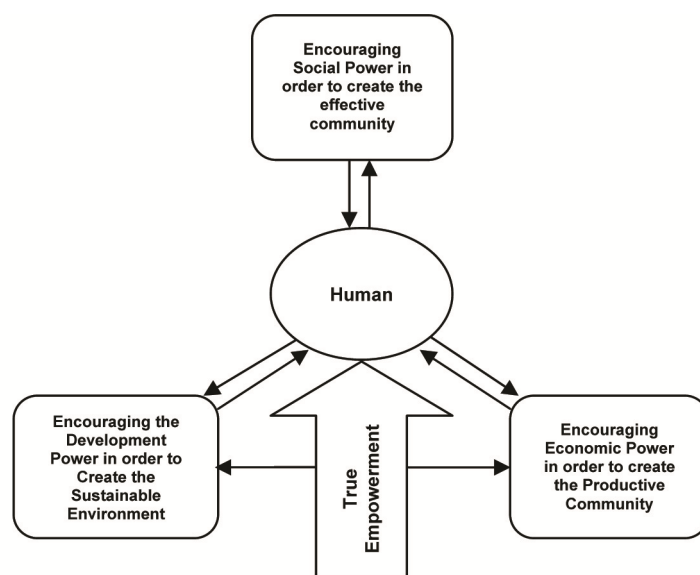 Encouraging
Social Power in
order to create the
effective
community
Human
Encouraging the
Development
Power in order to
Create the
Sustainable
Environment
True
Empowerment
Encouraging
Economic Power
in order to create
the Productive
Community